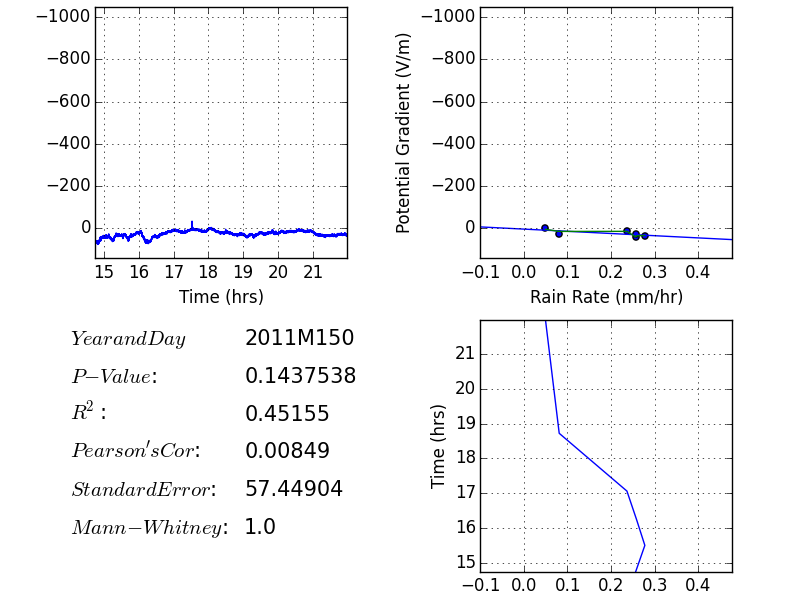 −1000
−800
−600
−400
−200
0
15 16 17 18 19 20 21
Time (hrs)
Potential Gradient (V/m)
−1000
−800
−600
−400
−200
0
−0.1 0.0 0.1 0.2 0.3 0.4
Rain Rate (mm/hr)
YearandDay 2011M150
P−Value: 0.1437538
R²: 0.45155
Pearson'sCor: 0.00849
StandardError: 57.44904
Mann−Whitney: 1.0
Time (hrs)
21
20
19
18
17
16
15
−0.1 0.0 0.1 0.2 0.3 0.4